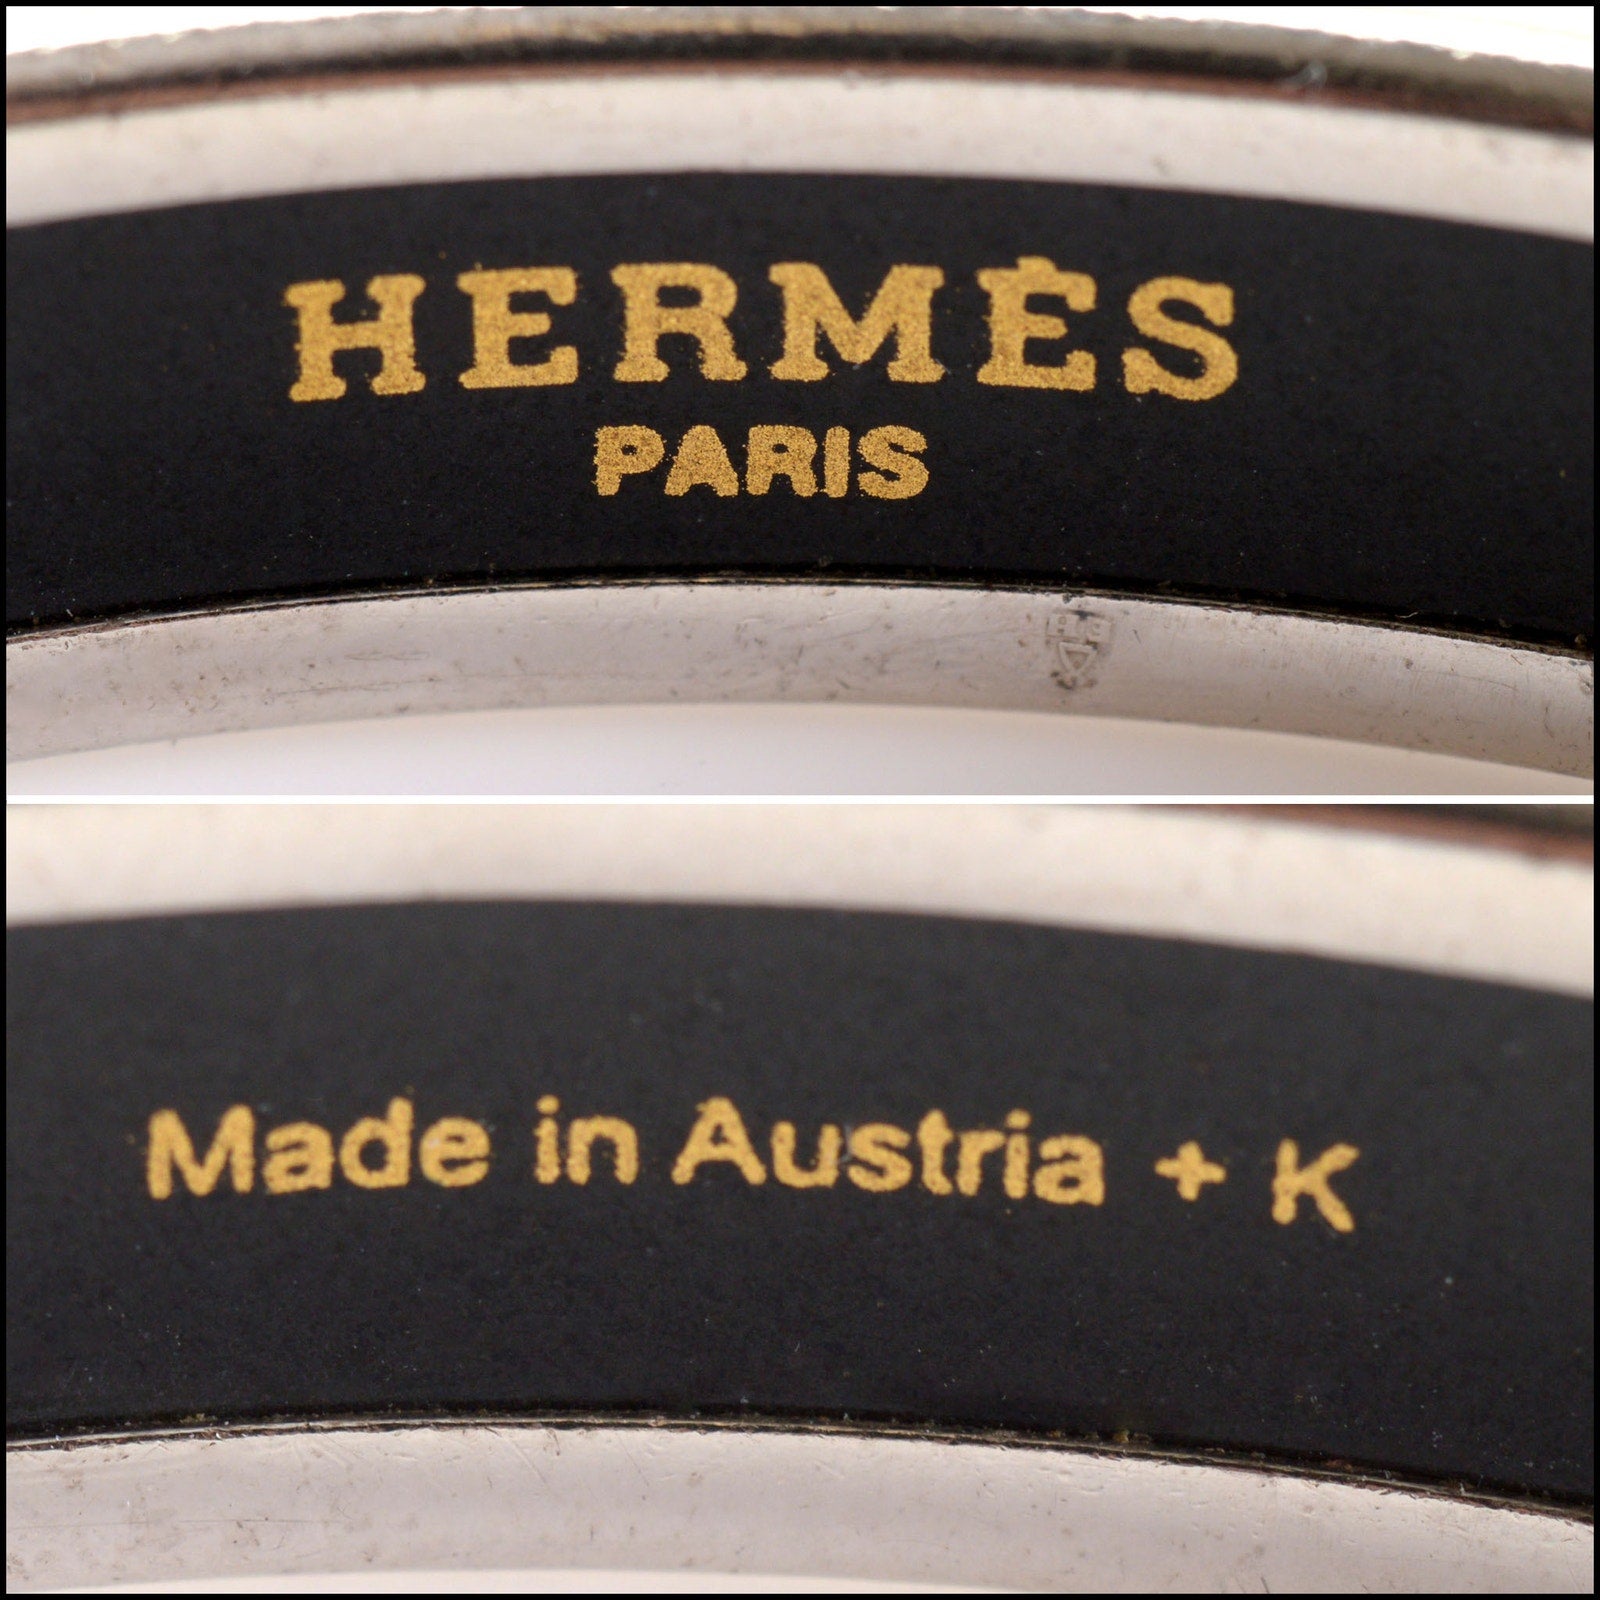 HERMÈS
PARIS
Made in Austria + K